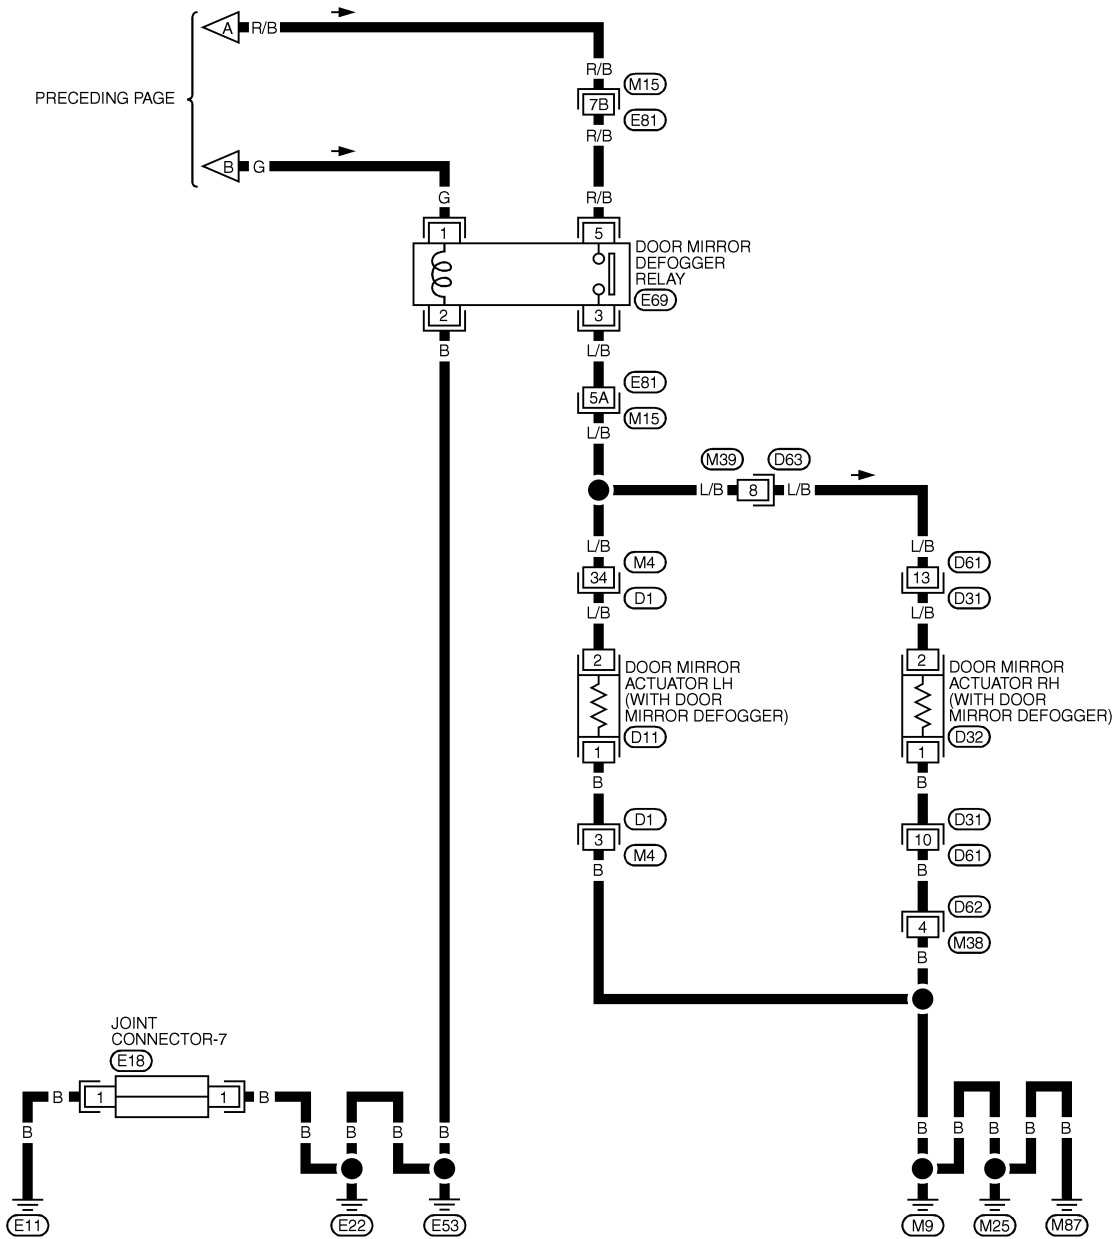 A R/B
R/B
M15
7B
PRECEDING PAGE
E81
R/B
B G
G
R/B
1
5
DOOR MIRROR
DEFOGGER
RELAY
E69
2
3
B
L/B
E81
5A
M15
L/B
M39 D63
L/B 8 L/B
L/B
M4
34
D1
L/B
L/B
D61
13
D31
L/B
2
DOOR MIRROR
ACTUATOR LH
(WITH DOOR
MIRROR DEFOGGER)
D11
1
B
2
DOOR MIRROR
ACTUATOR RH
(WITH DOOR
MIRROR DEFOGGER)
D32
1
B
D1
3
M4
B
D31
10
D61
B
D62
4
M38
B
JOINT
CONNECTOR-7
E18
B 1 1 B
B B B B B
B B B B B
E11 E22 E53 M9 M25 M87